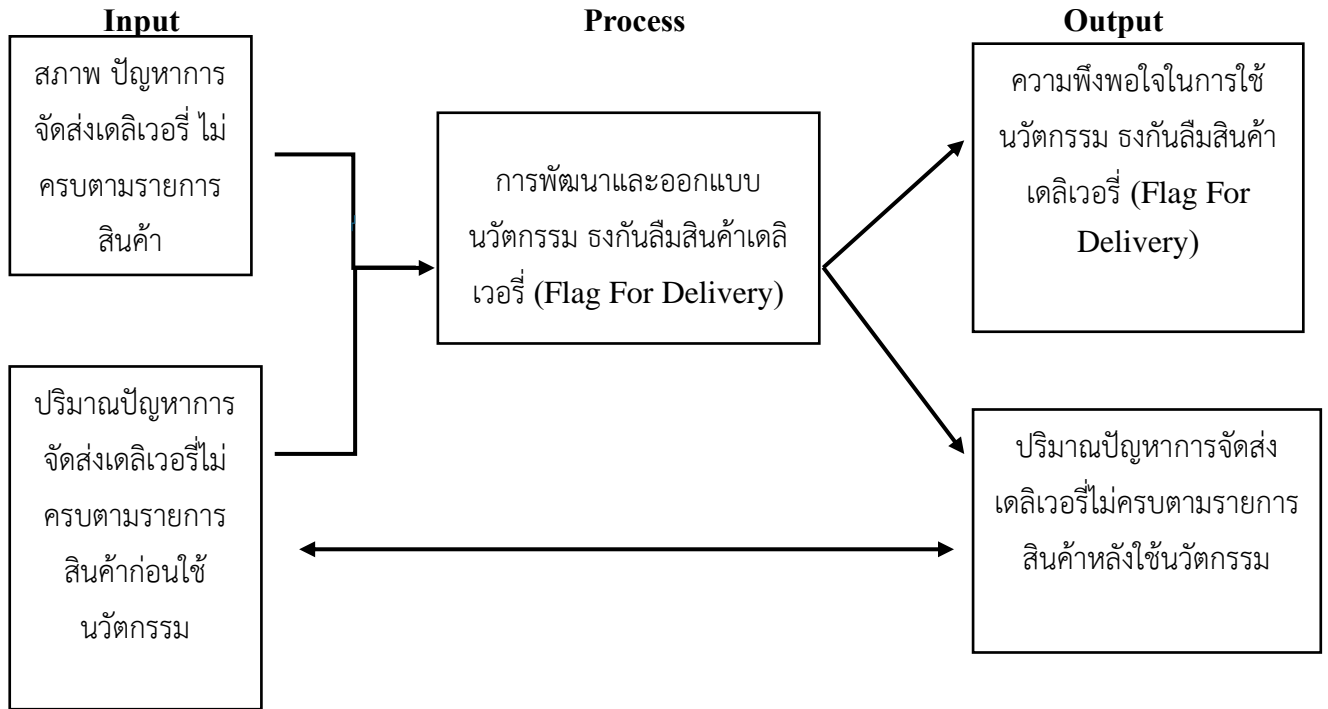 Input
Process
Output
สภาพ ปัญหาการ
จัดส่งเดลิเวอรี่ ไม่
ครบตามรายการ
สินค้า
ปริมาณปัญหาการ
จัดส่งเดลิเวอรี่ไม่
ครบตามรายการ
สินค้าก่อนใช้
นวัตกรรม
การพัฒนาและออกแบบ
นวัตกรรม ธงกันลืมสินค้าเดลิ
เวอรี่ (Flag For Delivery)
ความพึงพอใจในการใช้
นวัตกรรม ธงกันลืมสินค้า
เดลิเวอรี่ (Flag For
Delivery)
ปริมาณปัญหาการจัดส่ง
เดลิเวอรี่ไม่ครบตามรายการ
สินค้าหลังใช้นวัตกรรม